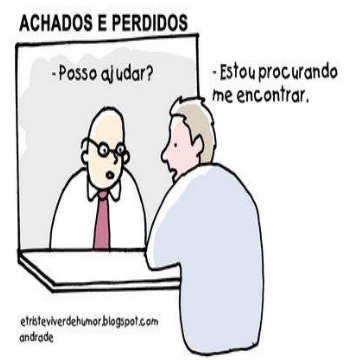 ACHADOS E PERDIDOS
- Posso ajudar?
- Estou procurando
me encontrar.
etristeviverdehumor.blogspot.com
andrade